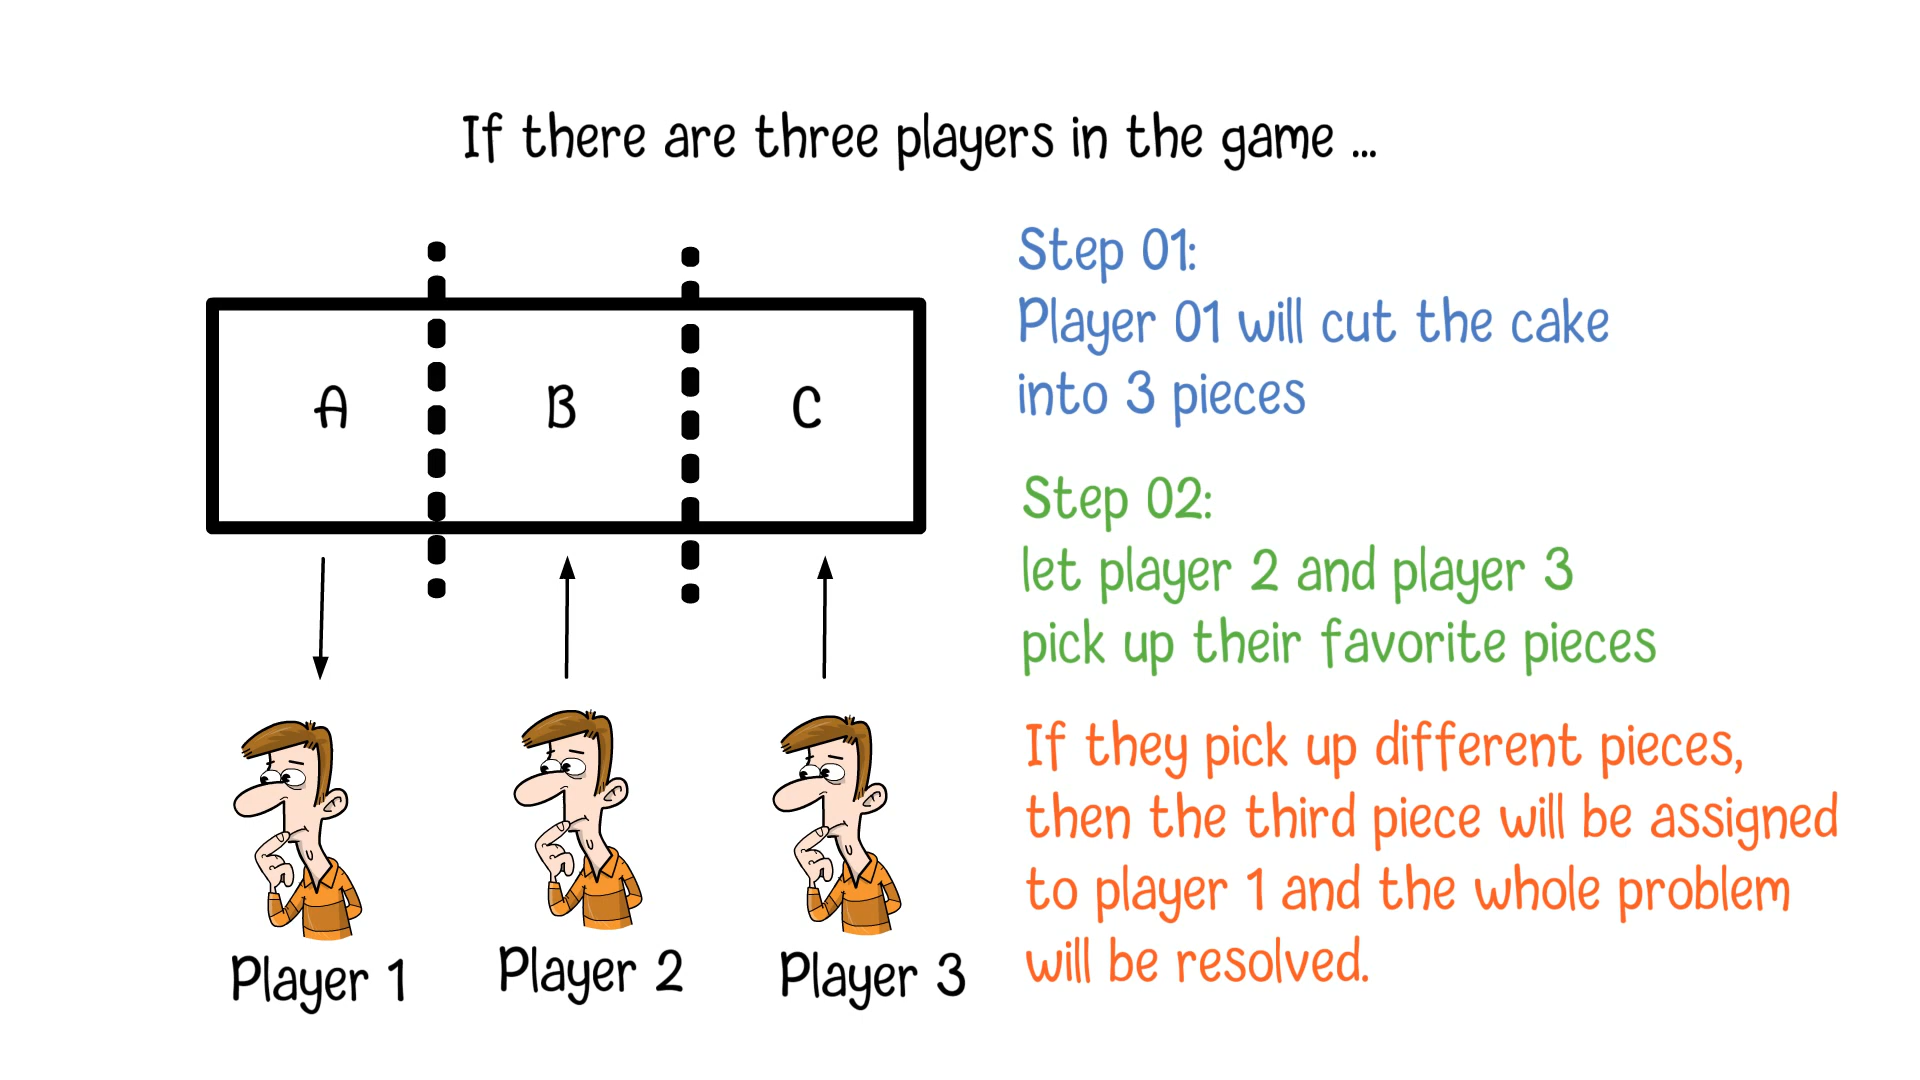 If there are three players in the game ...
A
B
C
Player 1
Player 2
Player 3
Step 01:
Player 01 will cut the cake
into 3 pieces
Step 02:
let player 2 and player 3
pick up their favorite pieces
If they pick up different pieces,
then the third piece will be assigned
to player 1 and the whole problem
will be resolved.